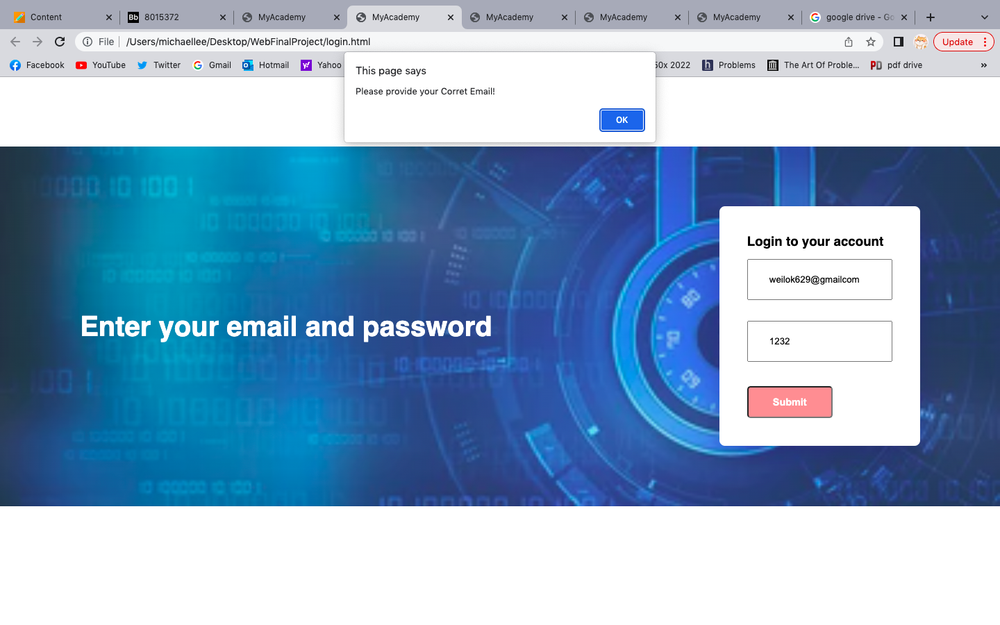 Content
8015372
MyAcademy
MyAcademy
MyAcademy
MyAcademy
MyAcademy
google drive - Go
File
/Users/michaellee/Desktop/WebFinalProject/login.html
Update
Facebook
YouTube
Twitter
Gmail
Hotmail
Yahoo
50x 2022
Problems
The Art Of Proble...
pdf drive
This page says
Please provide your Corret Email!
OK
Enter your email and password
Login to your account
weilok629@gmailcom
1232
Submit